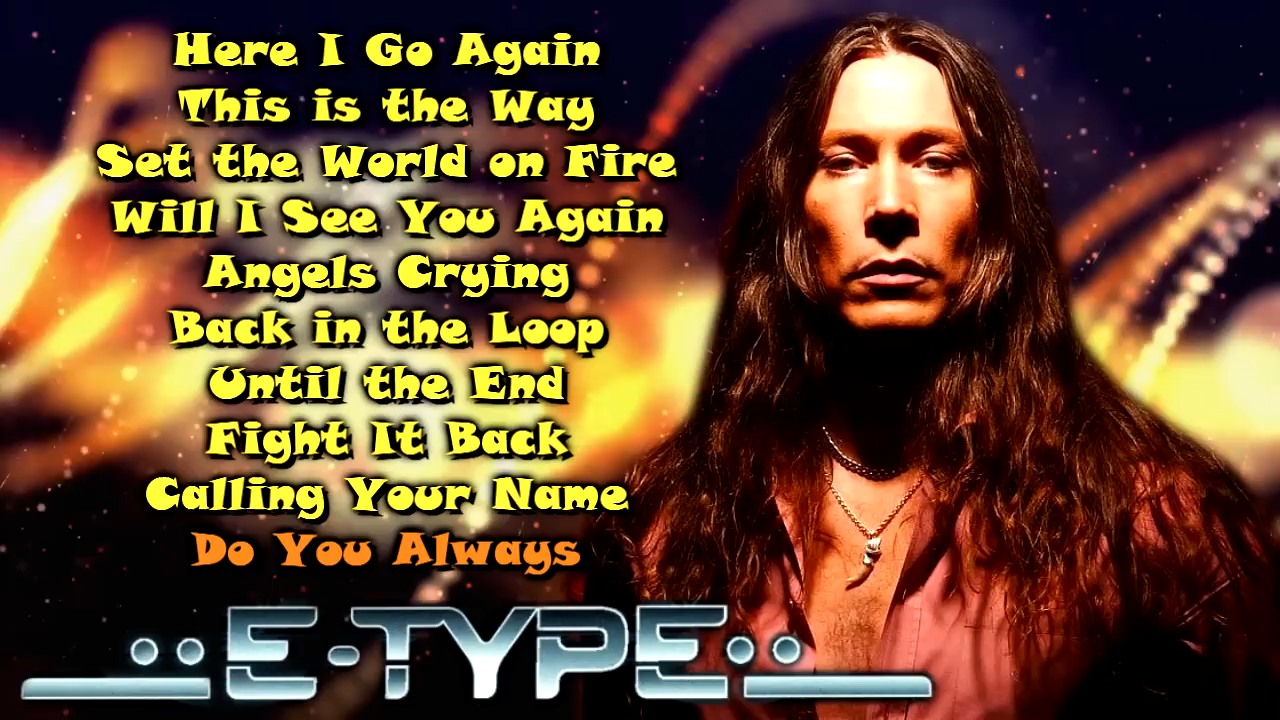 Here I Go Again
This is the Way
Set the World on Fire
Will I See You Again
Angels Crying
Back in the Loop
Until the End
Fight It Back
Calling Your Name
Do You Always
E-TYPE